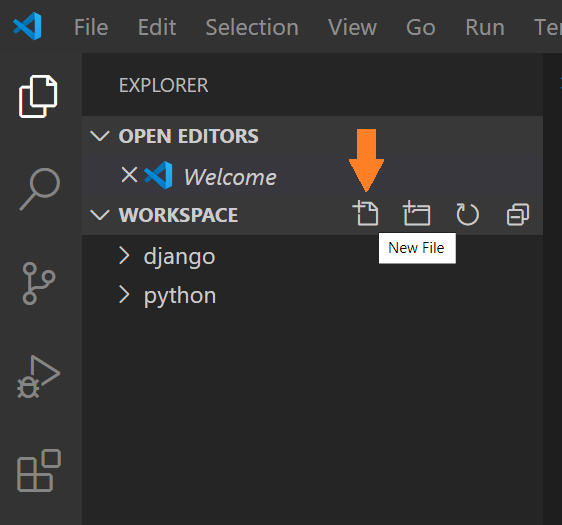 File Edit Selection View Go Run
EXPLORER
OPEN EDITORS
Welcome
WORKSPACE
New File
django
python